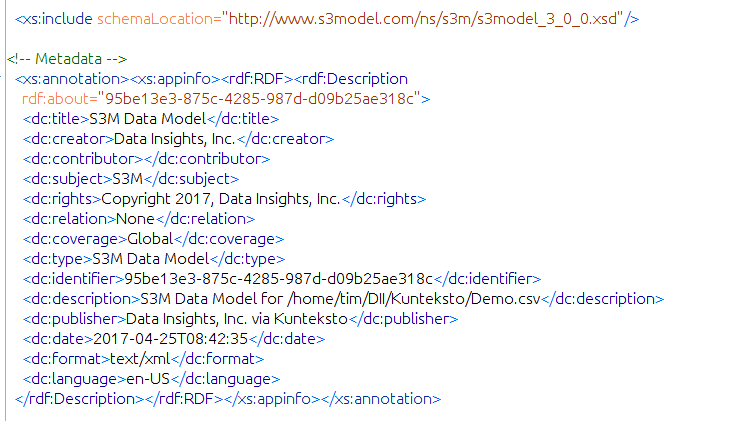 <xs:include schemaLocation="http://www.s3model.com/ns/s3m/s3model_3_0_0.xsd"/>
<!-- Metadata -->
<xs:annotation><xs:appinfo><rdf:RDF><rdf:Description
rdf:about="95be13e3-875c-4285-987d-d09b25ae318c">
<dc:title>S3M Data Model</dc:title>
<dc:creator>Data Insights, Inc.</dc:creator>
<dc:contributor></dc:contributor>
<dc:subject>S3M</dc:subject>
<dc:rights>Copyright 2017, Data Insights, Inc.</dc:rights>
<dc:relation>None</dc:relation>
<dc:coverage>Global</dc:coverage>
<dc:type>S3M Data Model</dc:type>
<dc:identifier>95be13e3-875c-4285-987d-d09b25ae318c</dc:identifier>
<dc:description>S3M Data Model for /home/tim/DII/Kunteksto/Demo.csv</dc:description>
<dc:publisher>Data Insights, Inc. via Kunteksto</dc:publisher>
<dc:date>2017-04-25T08:42:35</dc:date>
<dc:format>text/xml</dc:format>
<dc:language>en-US</dc:language>
</rdf:Description></rdf:RDF></xs:appinfo></xs:annotation>